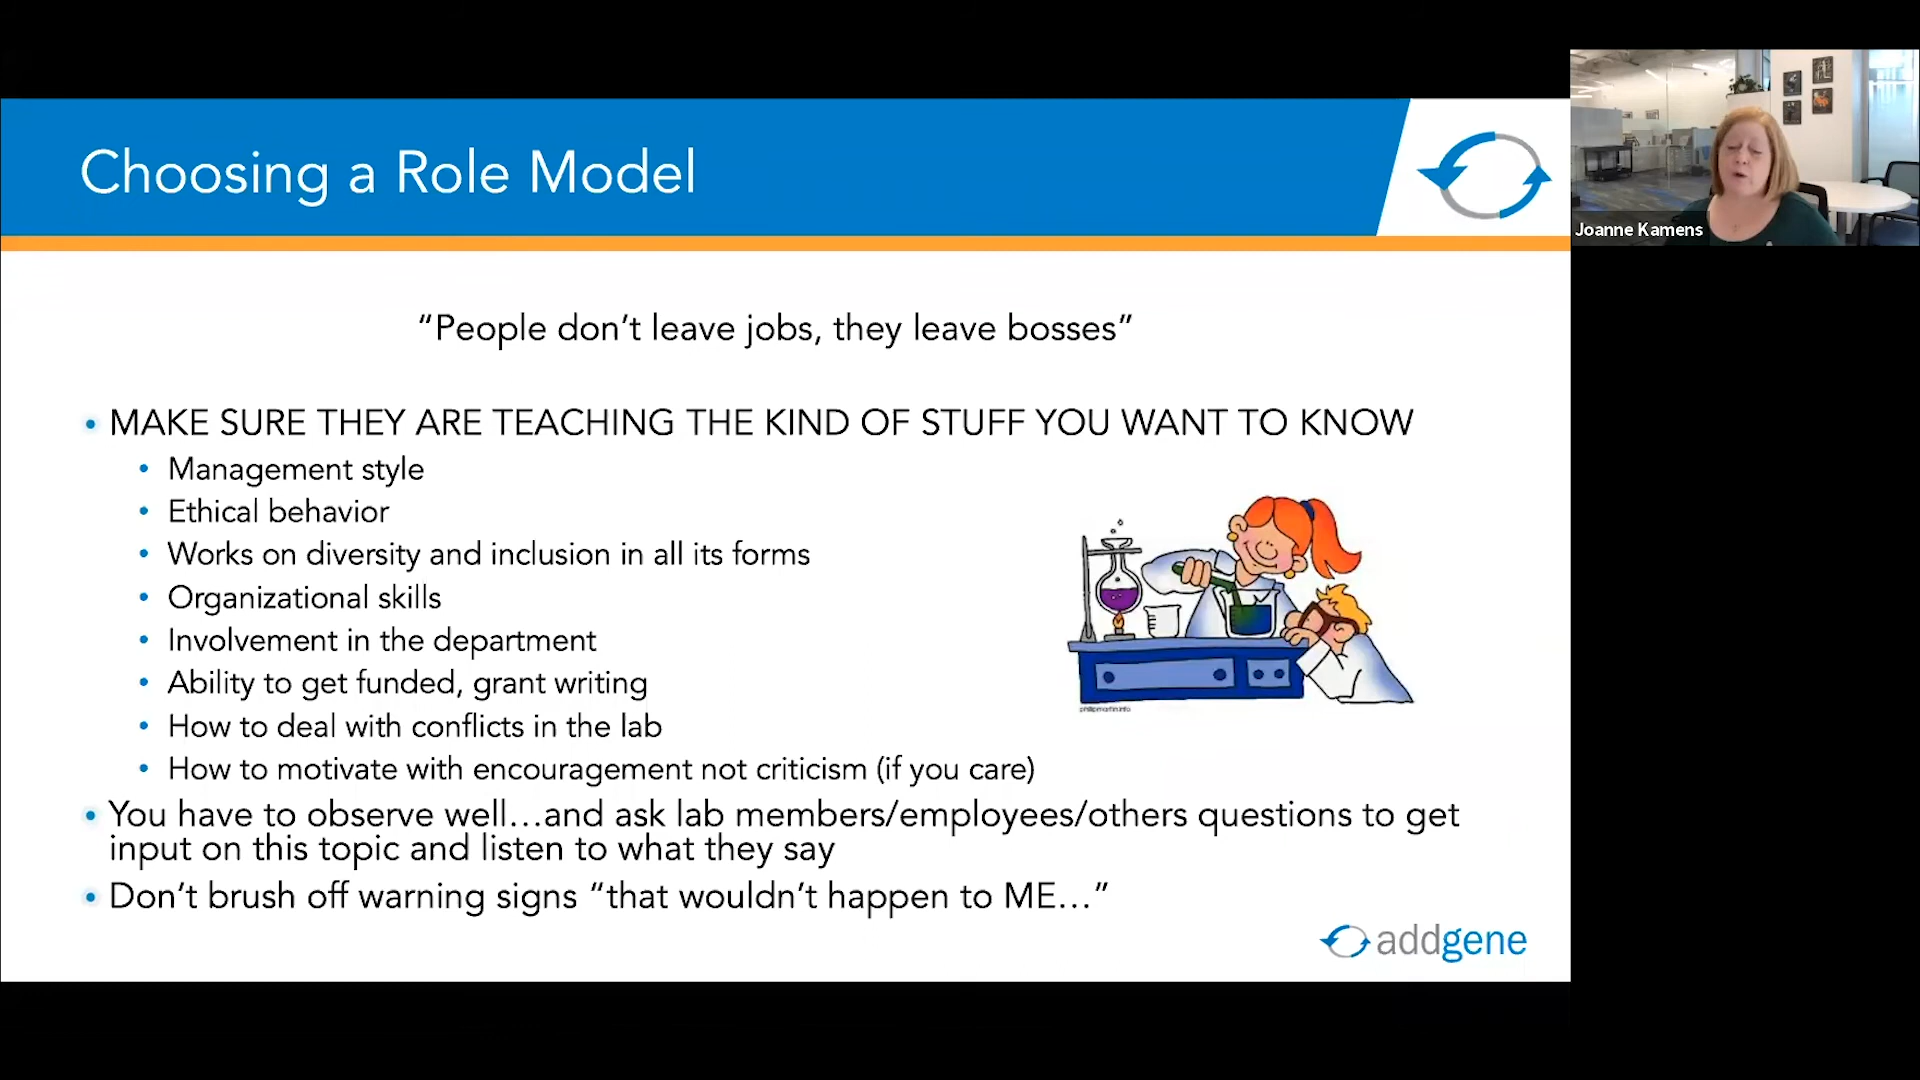 Choosing a Role Model
Joanne Kamens
“People don’t leave jobs, they leave bosses”
• MAKE SURE THEY ARE TEACHING THE KIND OF STUFF YOU WANT TO KNOW
• Management style
• Ethical behavior
• Works on diversity and inclusion in all its forms
• Organizational skills
• Involvement in the department
• Ability to get funded, grant writing
• How to deal with conflicts in the lab
• How to motivate with encouragement not criticism (if you care)
• You have to observe well…and ask lab members/employees/others questions to get
input on this topic and listen to what they say
• Don’t brush off warning signs “that wouldn’t happen to ME…”
addgene